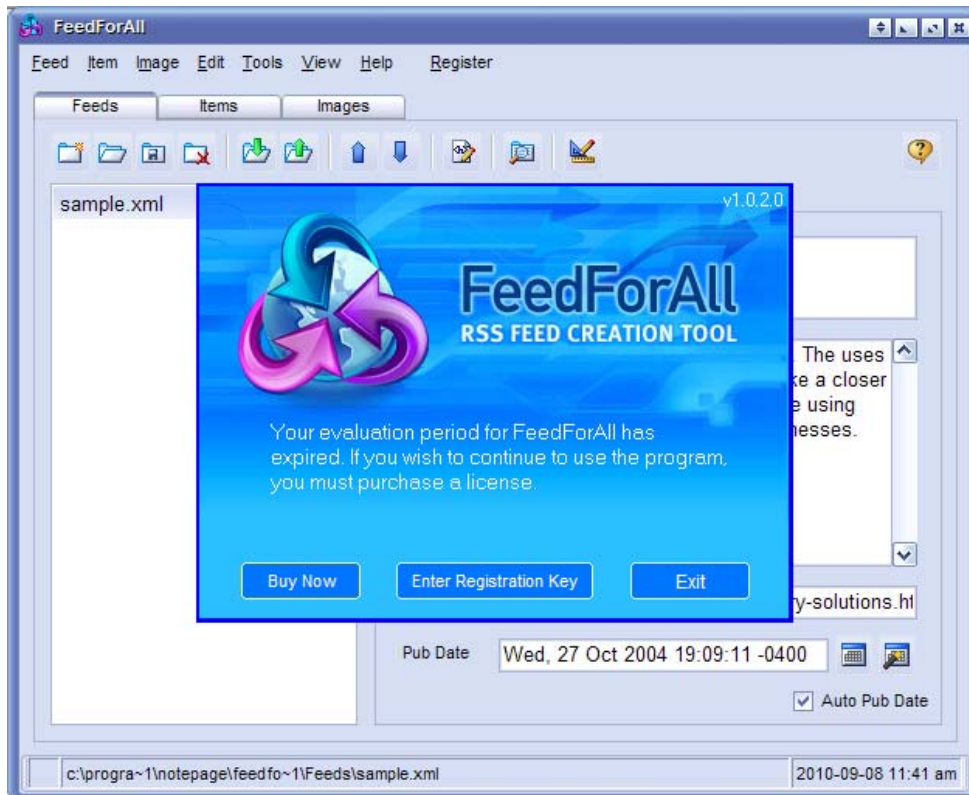 FeedForAll
Feed Item Image Edit Tools View Help Register
Feeds Items Images
sample.xml
v1.0.2.0
FeedForAll
RSS FEED CREATION TOOL
Your evaluation period for FeedForAll has
expired. If you wish to continue to use the program,
you must purchase a license.
Buy Now Enter Registration Key Exit
The uses
a closer
using
y-solutions.ht
Pub Date Wed, 27 Oct 2004 19:09:11 -0400
Auto Pub Date
c:\progra~1\notepage\feedfo~1\Feeds\sample.xml 2010-09-08 11:41 am